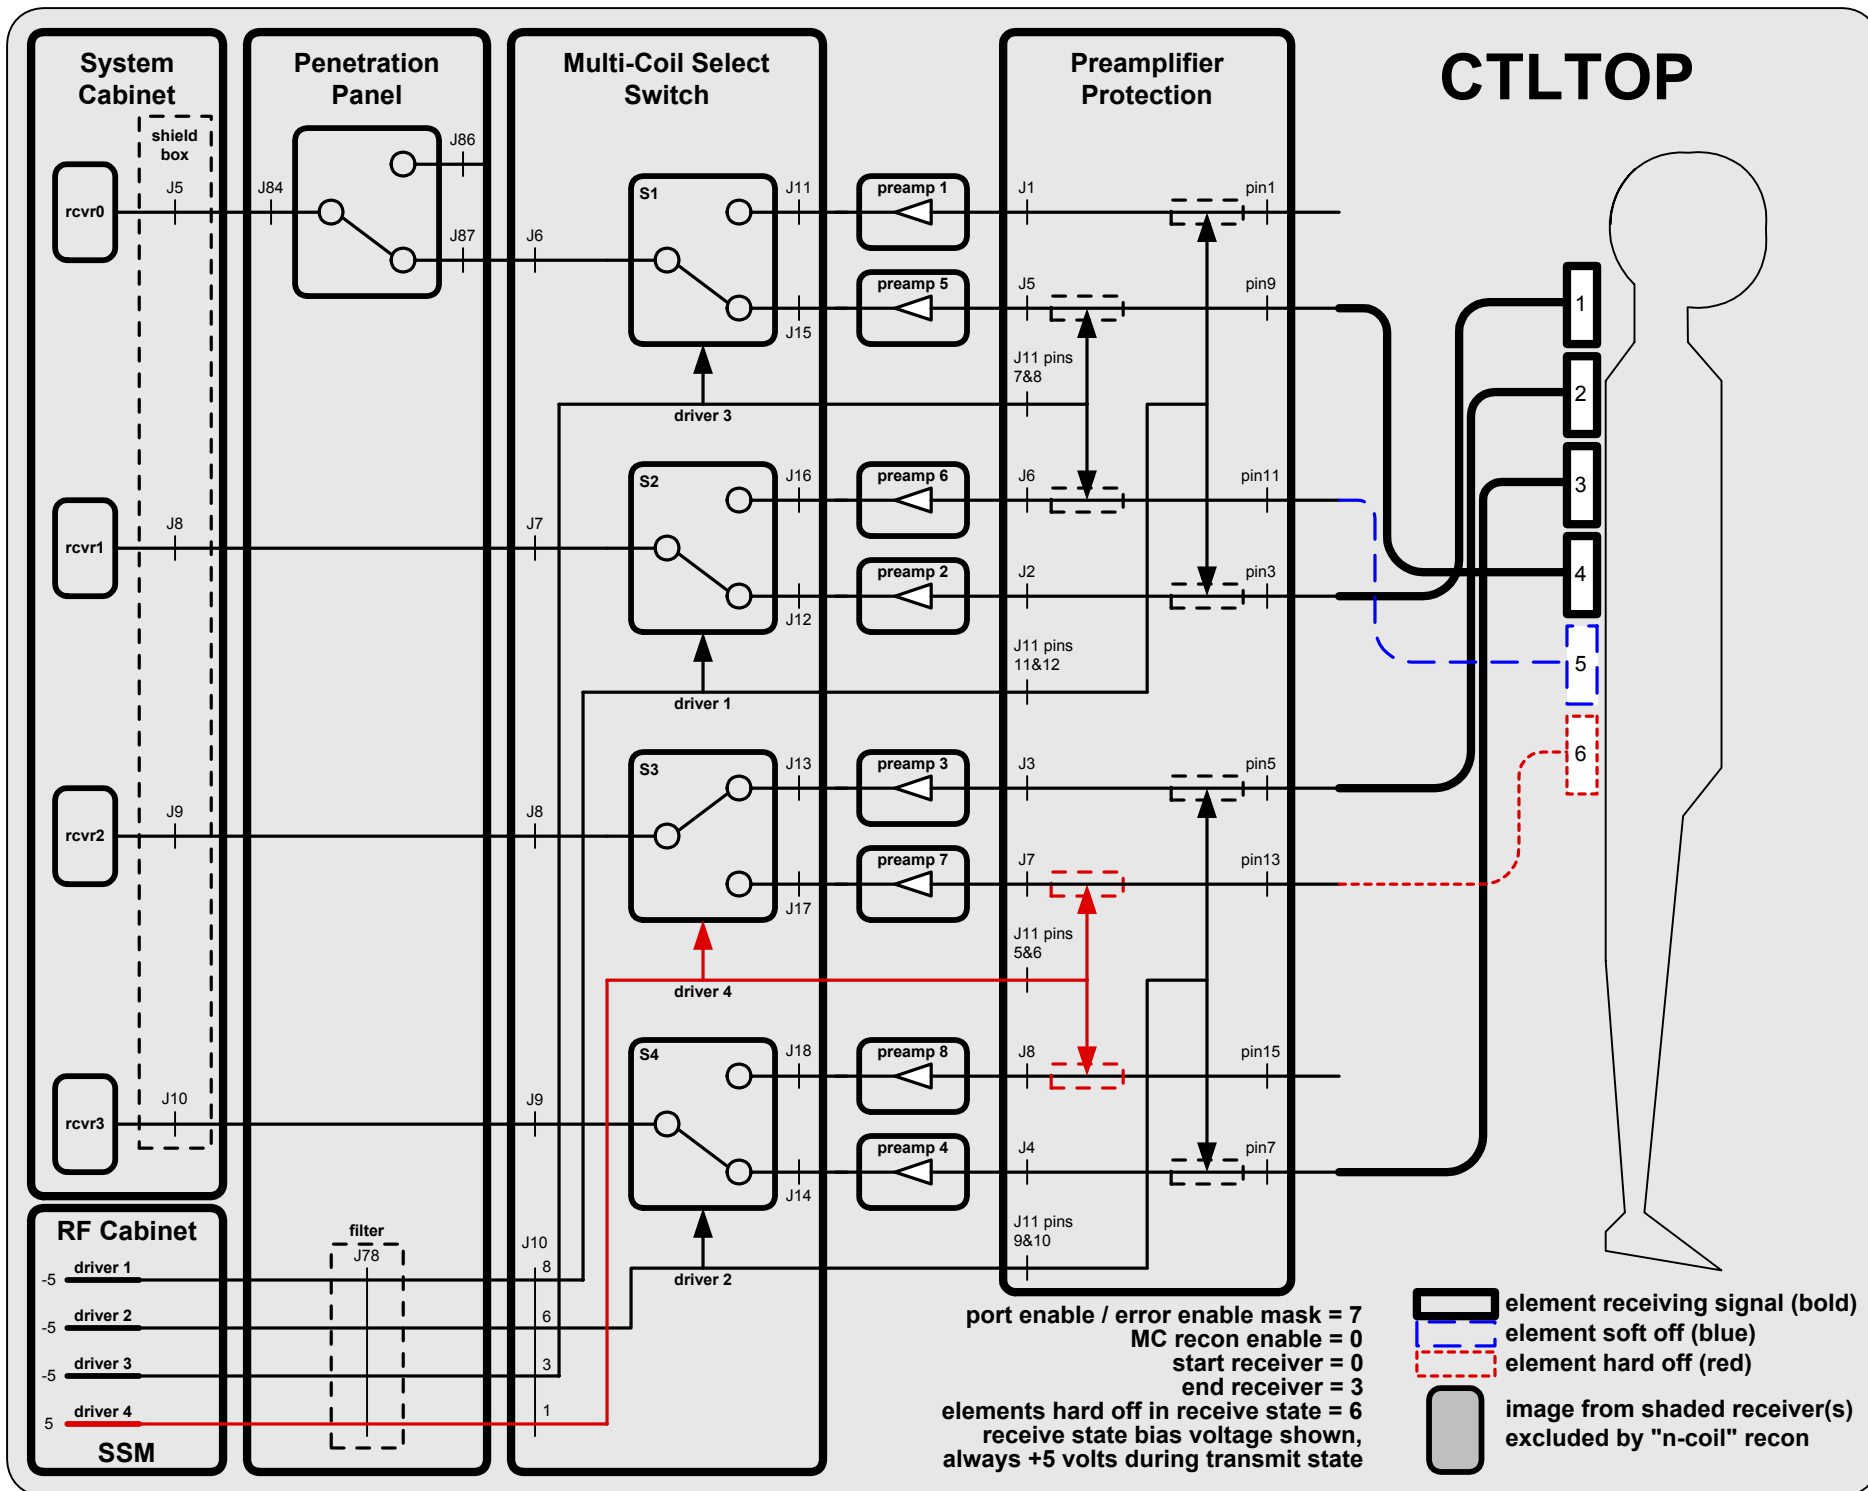 CTLTOP
System
Cabinet
shield
box
rcvr0
J5
rcvr1
J8
rcvr2
J9
rcvr3
J10
RF Cabinet
-5 driver 1
-5 driver 2
-5 driver 3
5 driver 4
SSM
Penetration
Panel
J84
J86
J87
filter
J78
Multi-Coil Select
Switch
J6
S1
J11
J15
driver 3
J7
S2
J16
J12
driver 1
J8
S3
J13
J17
driver 4
J9
S4
J18
J14
driver 2
J10
8
6
3
1
preamp 1
preamp 5
preamp 6
preamp 2
preamp 3
preamp 7
preamp 8
preamp 4
Preamplifier
Protection
J1
pin1
J5
pin9
J11 pins
7&8
J6
pin11
J2
pin3
J11 pins
11&12
J3
pin5
J7
pin13
J11 pins
5&6
J8
pin15
J4
pin7
J11 pins
9&10
1
2
3
4
5
6
port enable / error enable mask = 7
MC recon enable = 0
start receiver = 0
end receiver = 3
elements hard off in receive state = 6
receive state bias voltage shown,
always +5 volts during transmit state
element receiving signal (bold)
element soft off (blue)
element hard off (red)
image from shaded receiver(s)
excluded by "n-coil" recon